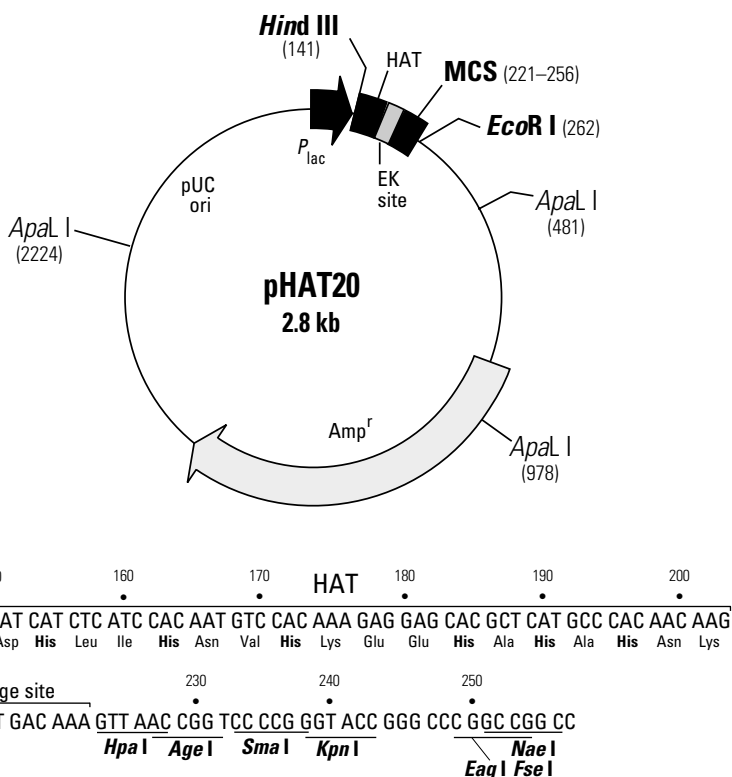 Hind III
(141)
HAT
MCS (221–256)
EcoR I (262)
P lac
EK
site
pUC
ori
ApaL I
(481)
ApaL I
(2224)
pHAT20
2.8 kb
Amp r
ApaL I
(978)
160 170 HAT 180 190 200
AT CAT CTC ATC CAC AAT GTC CAC AAA GAG GAG CAC GCT CAT GCC CAC AAC AAG
Asp His Leu Ile His Asn Val His Lys Glu Glu His Ala His Ala His Asn Lys
ge site 230 240 250
T GAC AAA GTT AAC CGG TCC CCG GGT ACC GGG CCC GGC CGG CC
Hpa I Age I Sma I Kpn I Nae I
Eag I Fse I